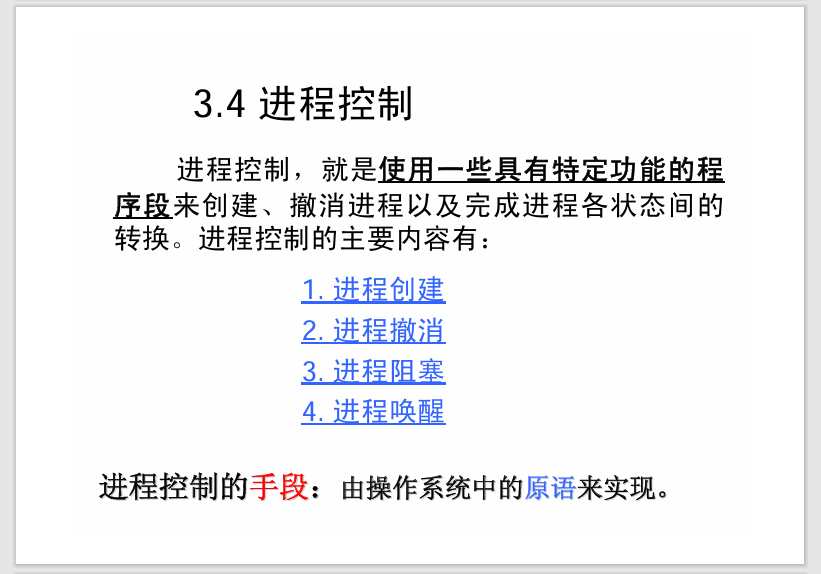 3.4 进程控制
进程控制，就是使用一些具有特定功能的程
序段来创建、撤消进程以及完成进程各状态间的
转换。进程控制的主要内容有：
1. 进程创建
2. 进程撤消
3. 进程阻塞
4. 进程唤醒
进程控制的手段：由操作系统中的原语来实现。